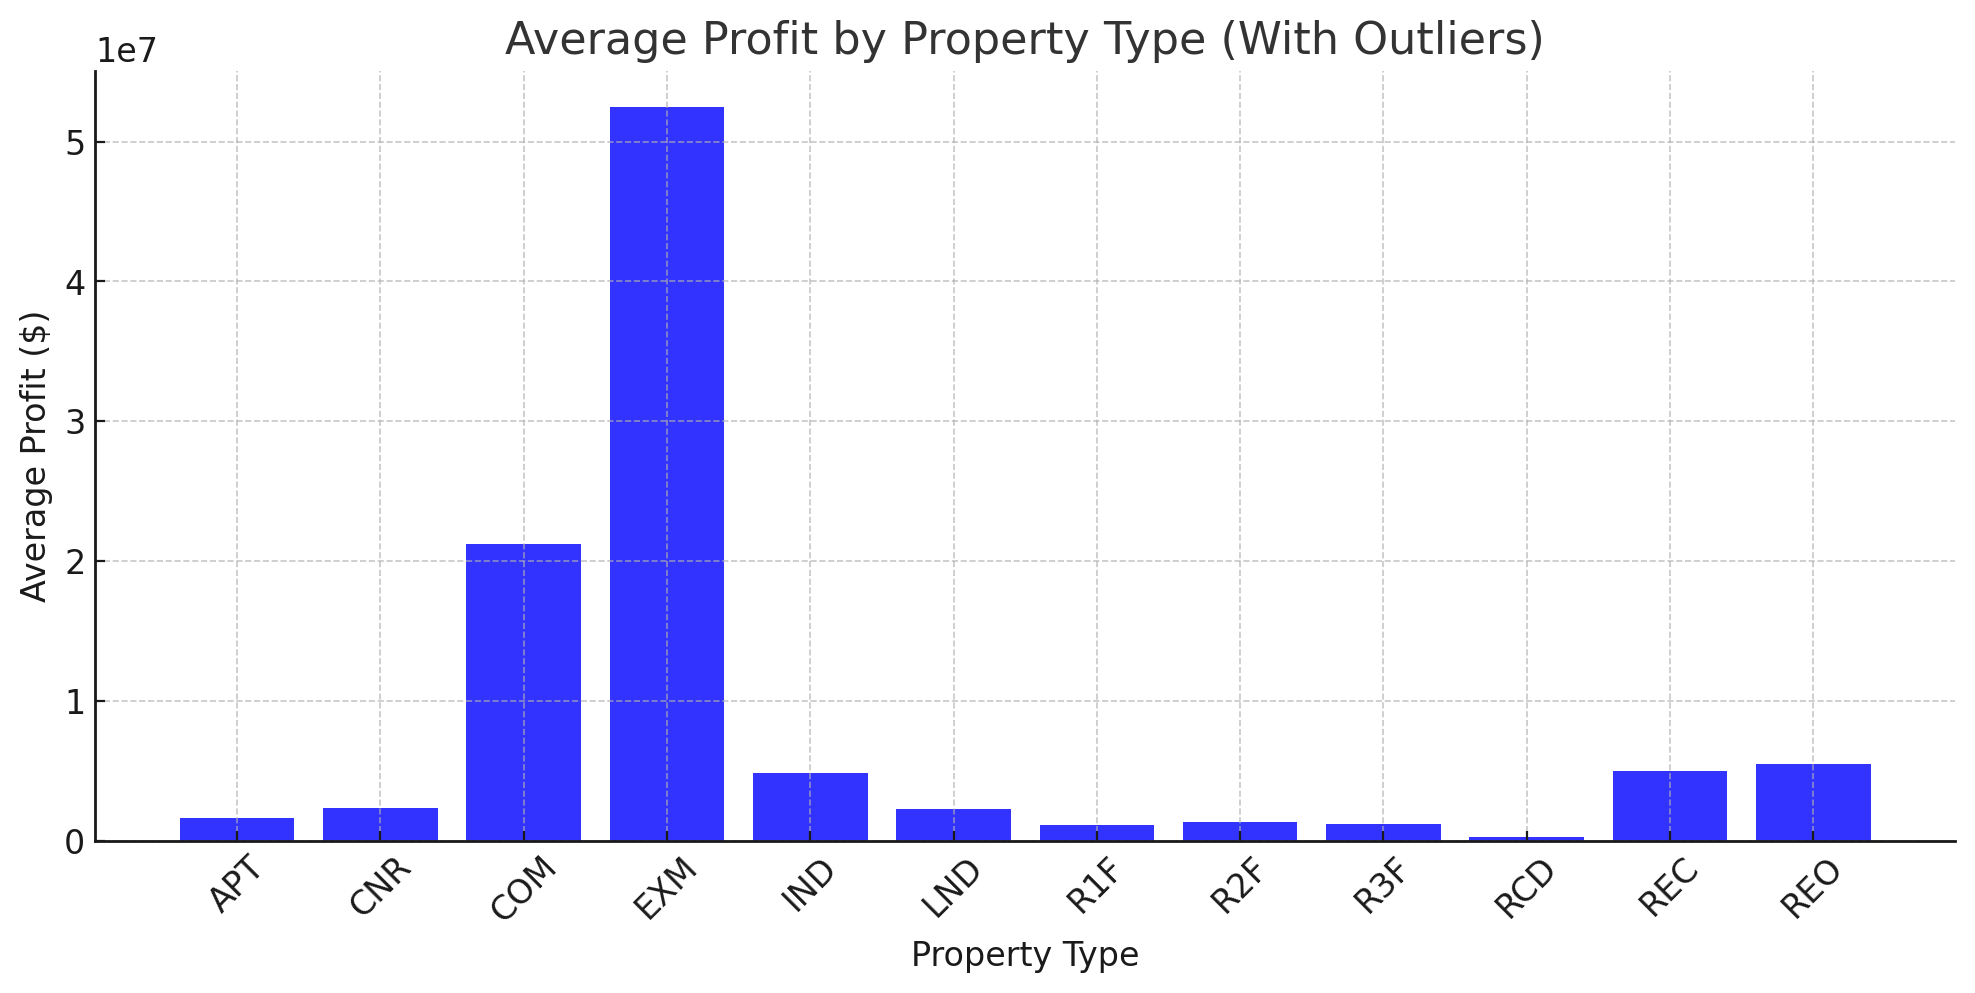 Average Profit by Property Type (With Outliers)
1e7
Average Profit ($)
5
4
3
2
1
0
APT CNR COM EXM IND LND R1F R2F R3F RCD REC REO
Property Type